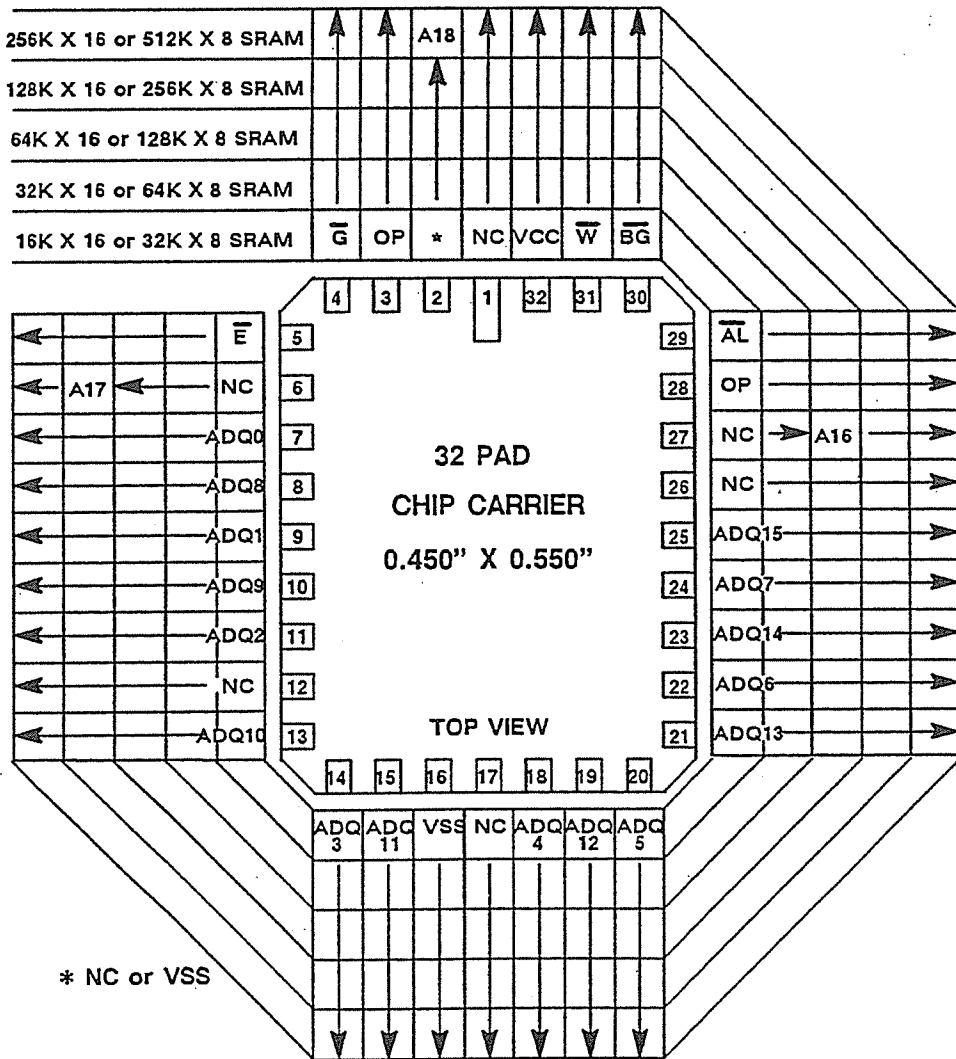 256K X 16 or 512K X 8 SRAM
A18
128K X 16 or 256K X 8 SRAM
64K X 16 or 128K X 8 SRAM
32K X 16 or 64K X 8 SRAM
16K X 16 or 32K X 8 SRAM
G̅ OP * NC VCC W̅ B̅G̅
4 3 2 1 32 31 30
E̅ 5 29 A̅L̅
A17 NC 6 28 OP
ADQ0 7 27 NC A16
ADQ8 8 26 NC
ADQ1 9 25 ADQ15
ADQ9 10 24 ADQ7
ADQ2 11 23 ADQ14
NC 12 22 ADQ6
ADQ10 13 21 ADQ13
32 PAD
CHIP CARRIER
0.450" X 0.550"
TOP VIEW
14 15 16 17 18 19 20
ADQ ADQ VSS NC ADQ ADQ ADQ
3 11 4 12 5
* NC or VSS